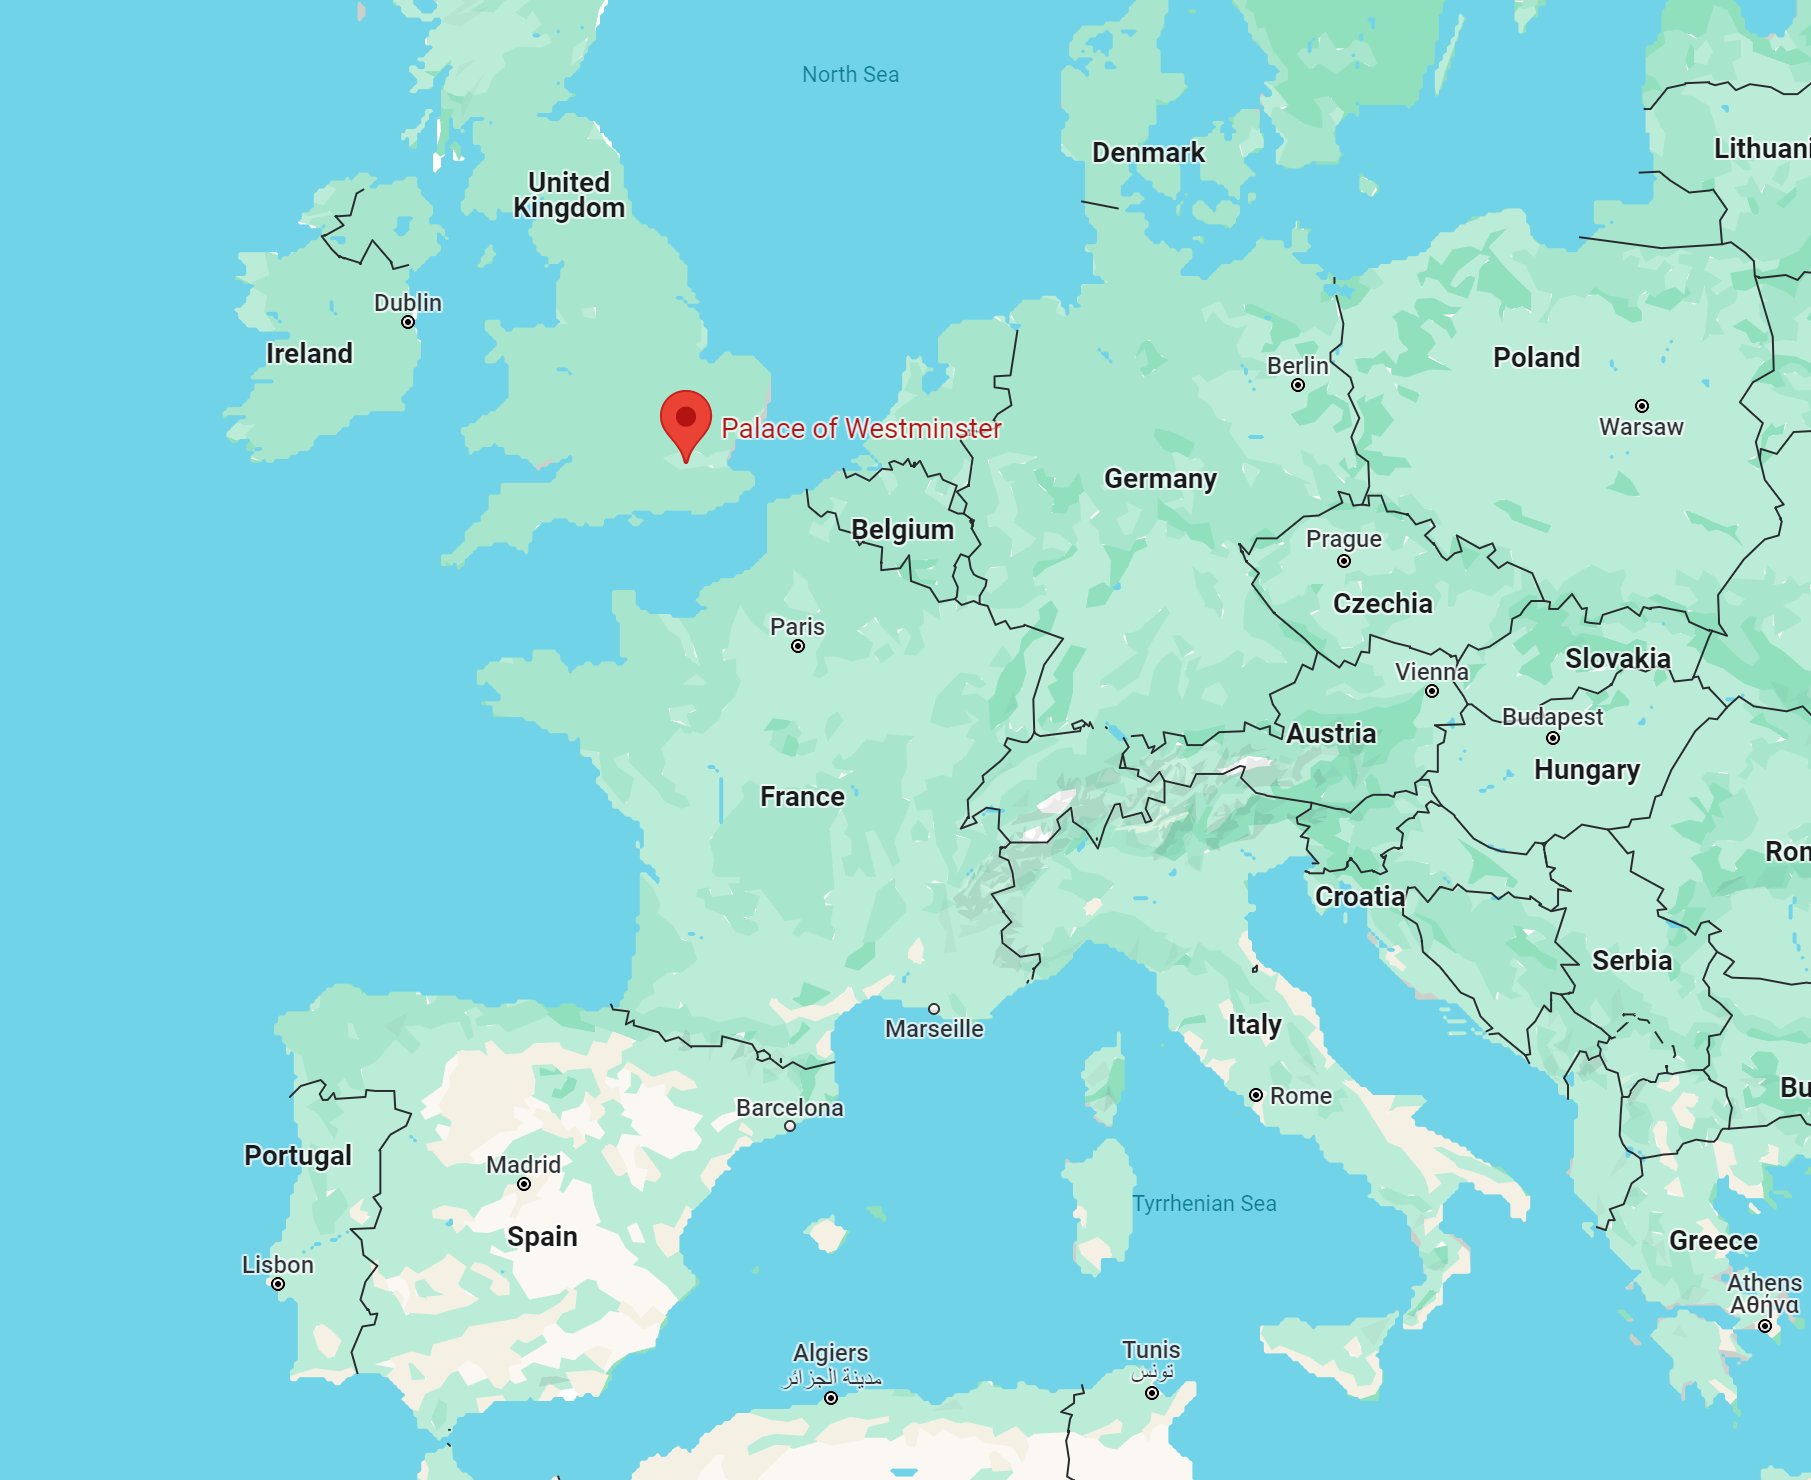 North Sea
Denmark
Lithuani
United
Kingdom
Dublin
Ireland
Berlin
Poland
Warsaw
Palace of Westminster
Germany
Belgium
Prague
Czechia
Paris
Slovakia
Vienna
Budapest
Austria
Hungary
France
Ron
Croatia
Serbia
Marseille
Italy
Bu
Rome
Barcelona
Portugal
Madrid
Tyrrhenian Sea
Spain
Greece
Lisbon
Athens
Αθήνα
Algiers
مدينة الجزائر
Tunis
تونس